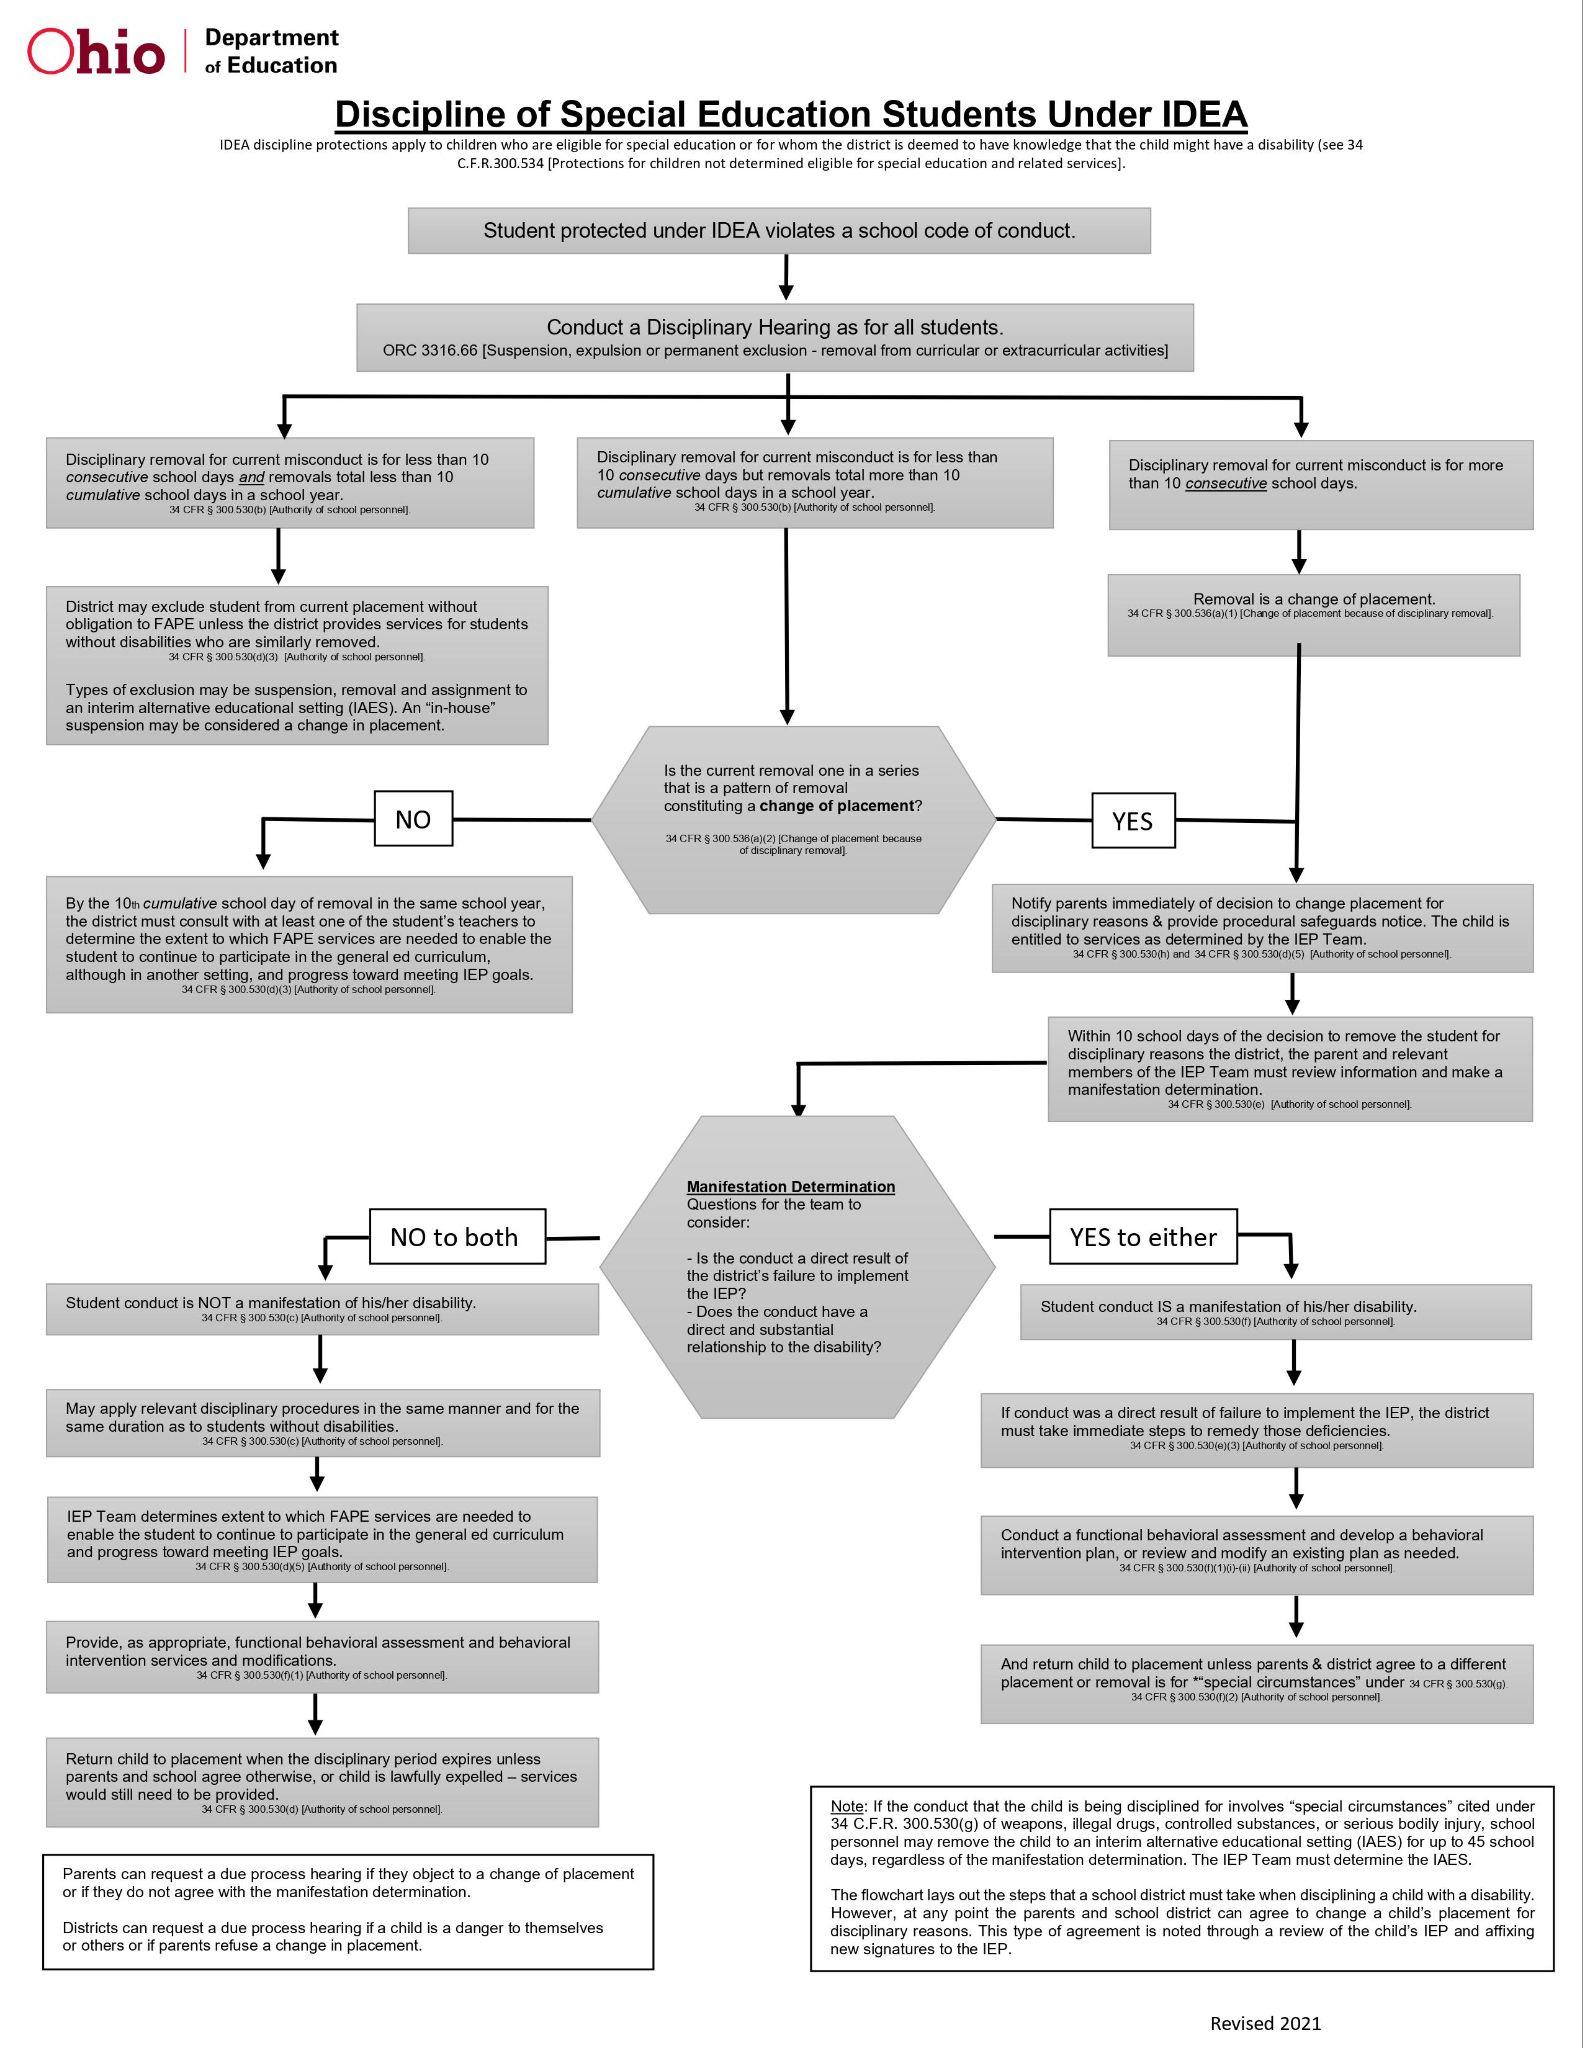 Ohio
Department
of Education
Discipline of Special Education Students Under IDEA
IDEA discipline protections apply to children who are eligible for special education or for whom the district is deemed to have knowledge that the child might have a disability (see 34
C.F.R.300.534 [Protections for children not determined eligible for special education and related services].
Student protected under IDEA violates a school code of conduct.
Conduct a Disciplinary Hearing as for all students.
ORC 3316.66 [Suspension, expulsion or permanent exclusion - removal from curricular or extracurricular activities]
Disciplinary removal for current misconduct is for less than 10
consecutive school days and removals total less than 10
cumulative school days in a school year.
34 CFR § 300.530(b) [Authority of school personnel].
Disciplinary removal for current misconduct is for less than
10 consecutive days but removals total more than 10
cumulative school days in a school year.
34 CFR § 300.530(b) [Authority of school personnel].
Disciplinary removal for current misconduct is for more
than 10 consecutive school days.
District may exclude student from current placement without
obligation to FAPE unless the district provides services for students
without disabilities who are similarly removed.
34 CFR § 300.530(d)(3) [Authority of school personnel].
Types of exclusion may be suspension, removal and assignment to
an interim alternative educational setting (IAES). An “in-house”
suspension may be considered a change in placement.
Removal is a change of placement.
34 CFR § 300.536(a)(1) [Change of placement because of disciplinary removal].
Is the current removal one in a series
that is a pattern of removal
constituting a change of placement?
34 CFR § 300.536(a)(2) [Change of placement because
of disciplinary removal].
NO
YES
By the 10th cumulative school day of removal in the same school year,
the district must consult with at least one of the student’s teachers to
determine the extent to which FAPE services are needed to enable the
student to continue to participate in the general ed curriculum,
although in another setting, and progress toward meeting IEP goals.
34 CFR § 300.530(d)(3) [Authority of school personnel].
Notify parents immediately of decision to change placement for
disciplinary reasons & provide procedural safeguards notice. The child is
entitled to services as determined by the IEP Team.
34 CFR § 300.530(h) and 34 CFR § 300.530(d)(5) [Authority of school personnel].
Within 10 school days of the decision to remove the student for
disciplinary reasons the district, the parent and relevant
members of the IEP Team must review information and make a
manifestation determination.
34 CFR § 300.530(e) [Authority of school personnel].
Manifestation Determination
Questions for the team to
consider:
- Is the conduct a direct result of
the district’s failure to implement
the IEP?
- Does the conduct have a
direct and substantial
relationship to the disability?
NO to both
YES to either
Student conduct is NOT a manifestation of his/her disability.
34 CFR § 300.530(c) [Authority of school personnel].
May apply relevant disciplinary procedures in the same manner and for the
same duration as to students without disabilities.
34 CFR § 300.530(c) [Authority of school personnel].
IEP Team determines extent to which FAPE services are needed to
enable the student to continue to participate in the general ed curriculum
and progress toward meeting IEP goals.
34 CFR § 300.530(d)(5) [Authority of school personnel].
Provide, as appropriate, functional behavioral assessment and behavioral
intervention services and modifications.
34 CFR § 300.530(f)(1) [Authority of school personnel].
Return child to placement when the disciplinary period expires unless
parents and school agree otherwise, or child is lawfully expelled – services
would still need to be provided.
34 CFR § 300.530(d) [Authority of school personnel].
Student conduct IS a manifestation of his/her disability.
34 CFR § 300.530(f) [Authority of school personnel].
If conduct was a direct result of failure to implement the IEP, the district
must take immediate steps to remedy those deficiencies.
34 CFR § 300.530(e)(3) [Authority of school personnel].
Conduct a functional behavioral assessment and develop a behavioral
intervention plan, or review and modify an existing plan as needed.
34 CFR § 300.530(f)(1)(i)-(ii) [Authority of school personnel].
And return child to placement unless parents & district agree to a different
placement or removal is for *“special circumstances” under 34 CFR § 300.530(g).
34 CFR § 300.530(f)(2) [Authority of school personnel].
Parents can request a due process hearing if they object to a change of placement
or if they do not agree with the manifestation determination.
Districts can request a due process hearing if a child is a danger to themselves
or others or if parents refuse a change in placement.
Note: If the conduct that the child is being disciplined for involves “special circumstances” cited under
34 C.F.R. 300.530(g) of weapons, illegal drugs, controlled substances, or serious bodily injury, school
personnel may remove the child to an interim alternative educational setting (IAES) for up to 45 school
days, regardless of the manifestation determination. The IEP Team must determine the IAES.
The flowchart lays out the steps that a school district must take when disciplining a child with a disability.
However, at any point the parents and school district can agree to change a child’s placement for
disciplinary reasons. This type of agreement is noted through a review of the child’s IEP and affixing
new signatures to the IEP.
Revised 2021